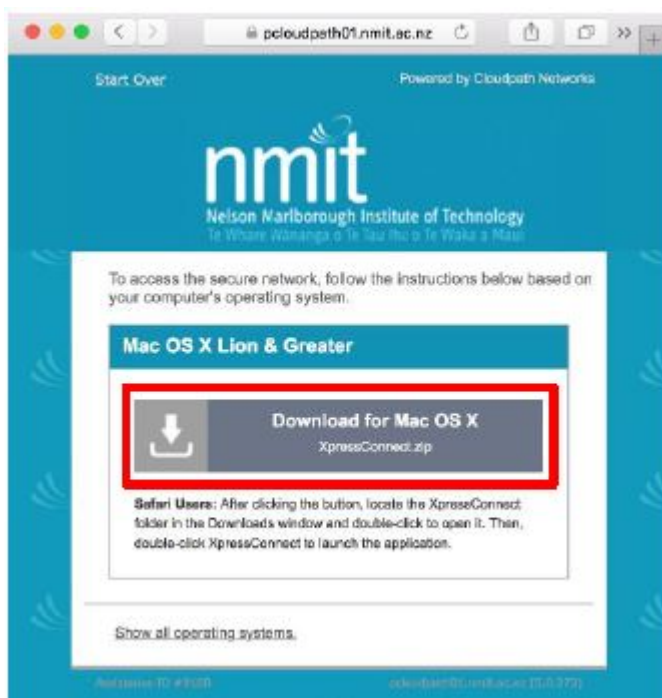 pcloudpath01.nmit.ac.nz
Start Over
Powered by Cloudpath Networks
nmit
Nelson Marlborough Institute of Technology
Te Whare Wānanga o Te Tau Ihu o Te Waka a Maui
To access the secure network, follow the instructions below based on
your computer's operating system.
Mac OS X Lion & Greater
Download for Mac OS X
XpressConnect.zip
Safari Users: After clicking the button, locate the XpressConnect
folder in the Downloads window and double-click to open it. Then,
double-click XpressConnect to launch the application.
Show all operating systems.